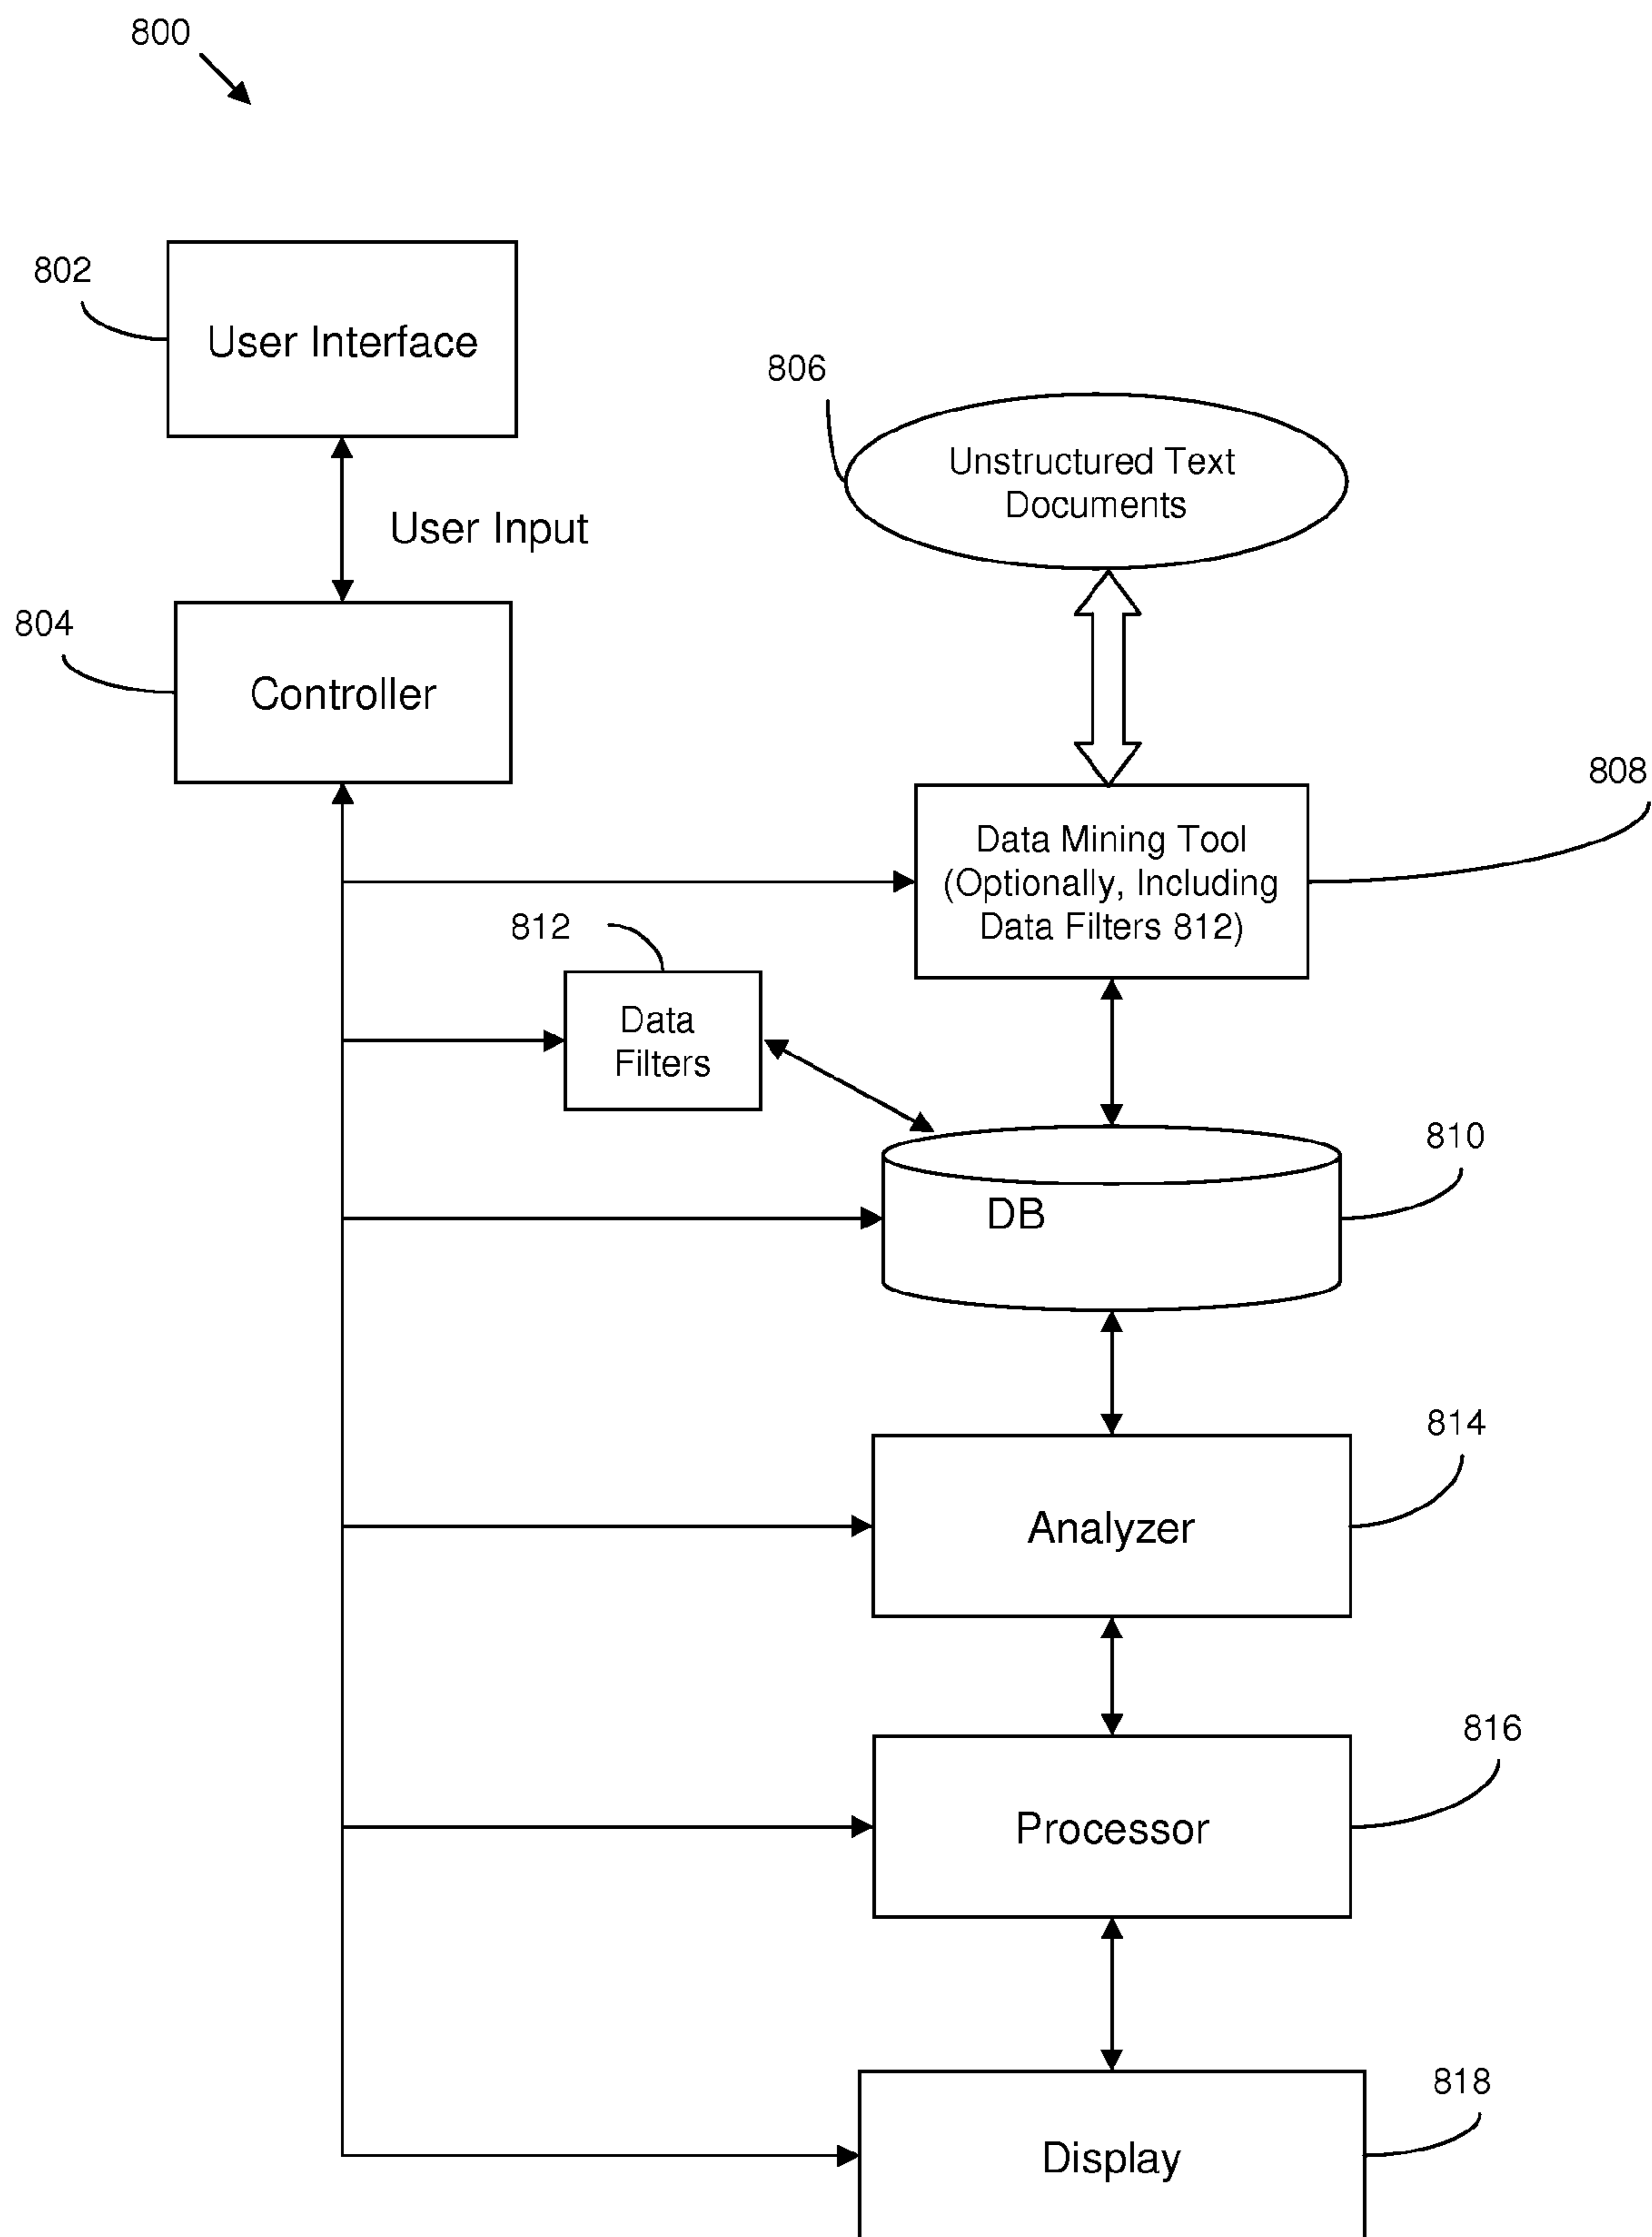 800
802
User Interface
806
Unstructured Text
Documents
User Input
804
Controller
808
Data Mining Tool
(Optionally, Including
Data Filters 812)
812
Data
Filters
810
DB
814
Analyzer
816
Processor
818
Display